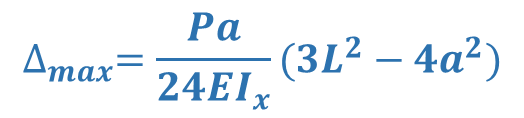 Δₘₐₓ= Pa/24EIₓ (3L² − 4a²)